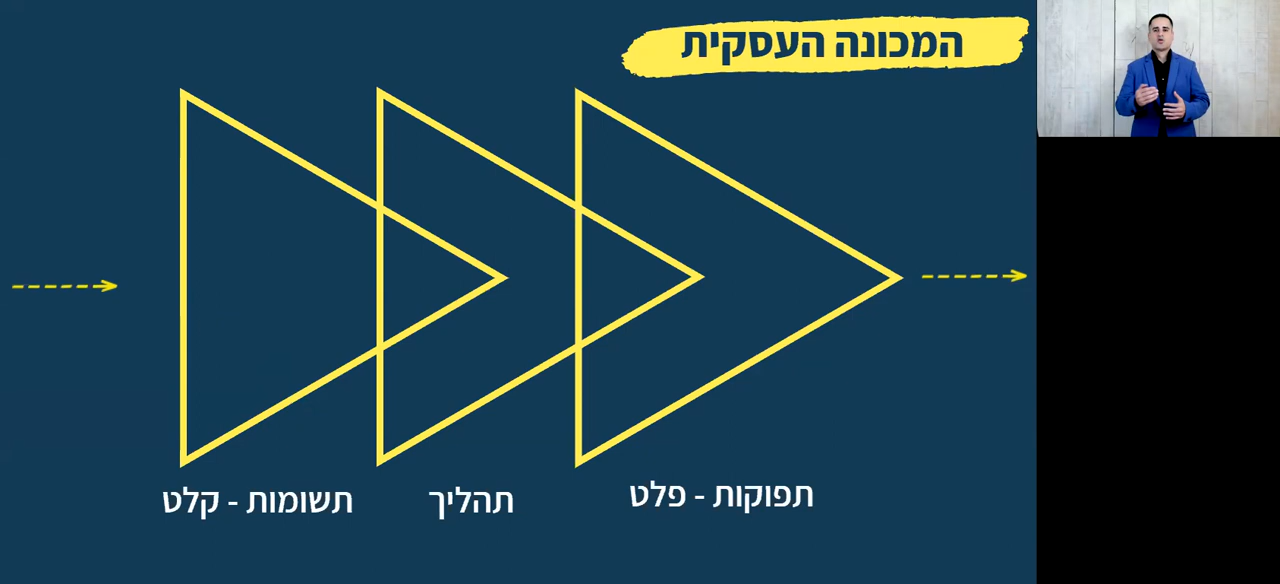 המכונה העסקית
תשומות - קלט
תהליך
תפוקות - פלט